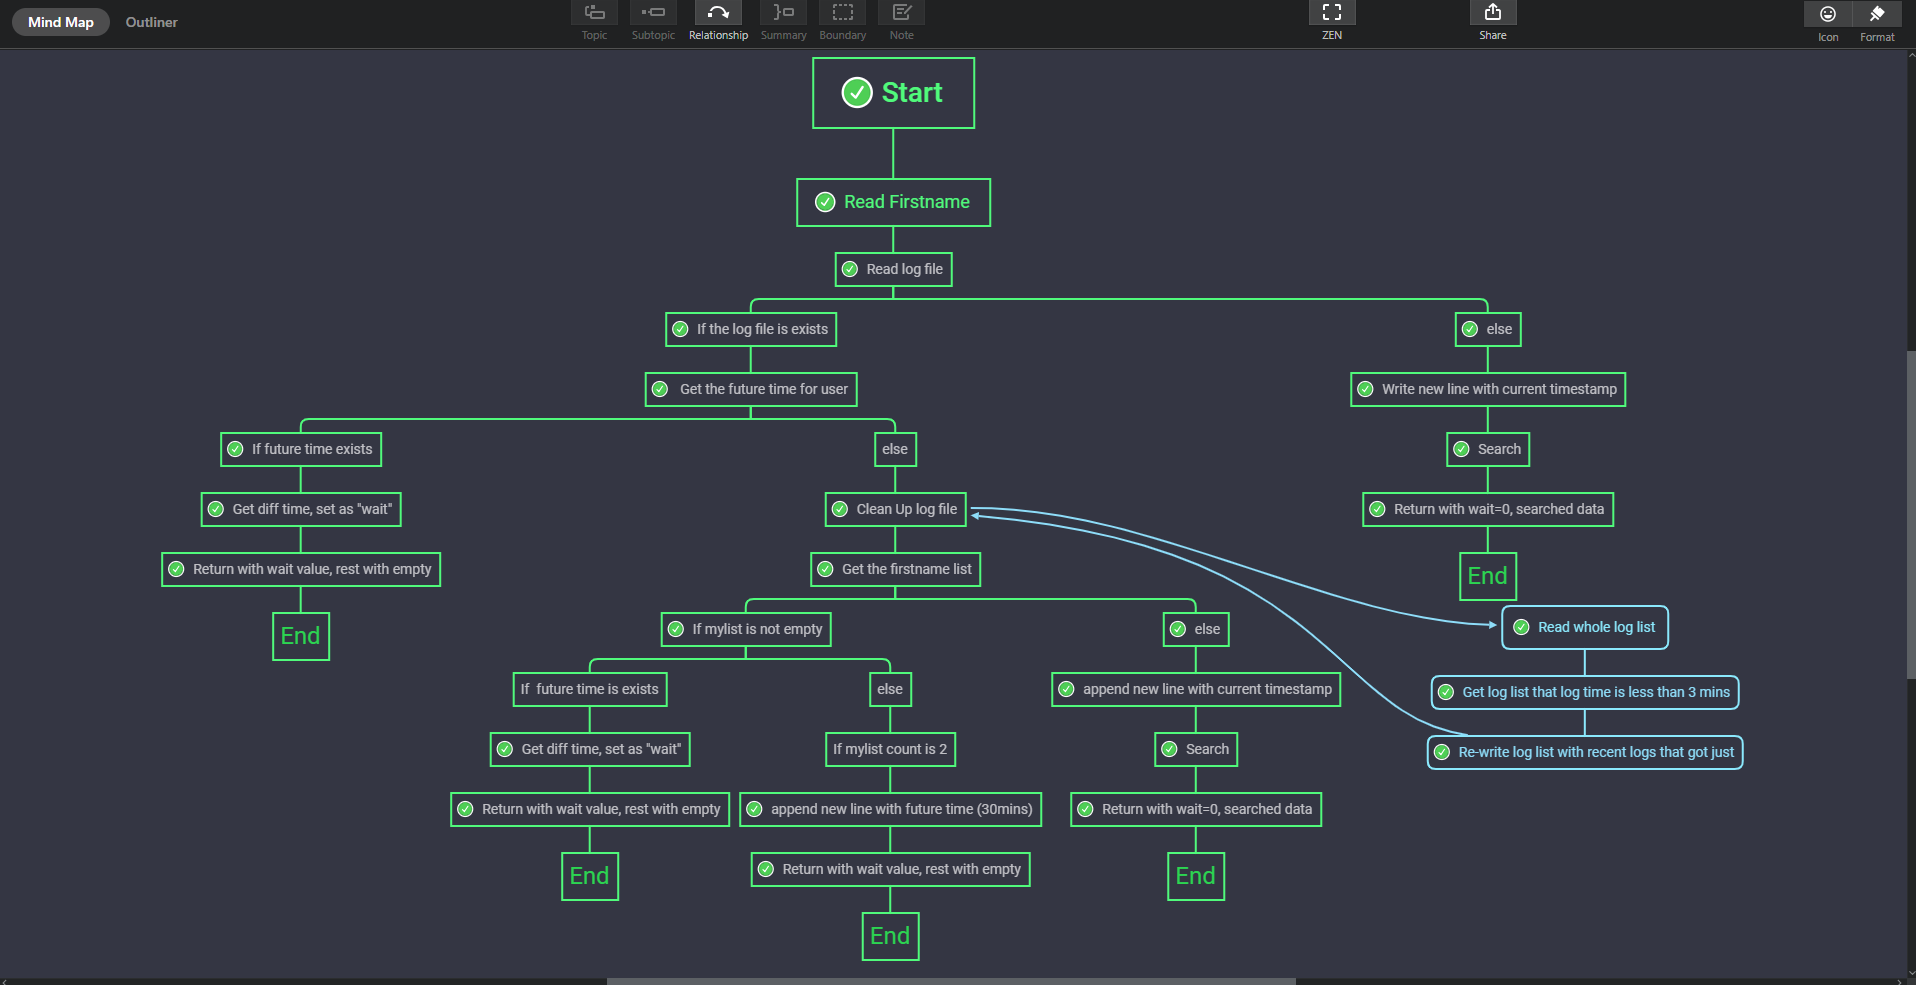 Mind Map
Outliner
Topic
Subtopic
Relationship
Summary
Boundary
Note
ZEN
Share
Icon
Format
Start
Read Firstname
Read log file
If the log file is exists
else
Get the future time for user
Write new line with current timestamp
If future time exists
else
Search
Get diff time, set as "wait"
Clean Up log file
Return with wait=0, searched data
Return with wait value, rest with empty
Get the firstname list
End
End
If mylist is not empty
else
Read whole log list
If future time is exists
else
append new line with current timestamp
Get log list that log time is less than 3 mins
Get diff time, set as "wait"
If mylist count is 2
Search
Re-write log list with recent logs that got just
Return with wait value, rest with empty
append new line with future time (30mins)
Return with wait=0, searched data
End
Return with wait value, rest with empty
End
End